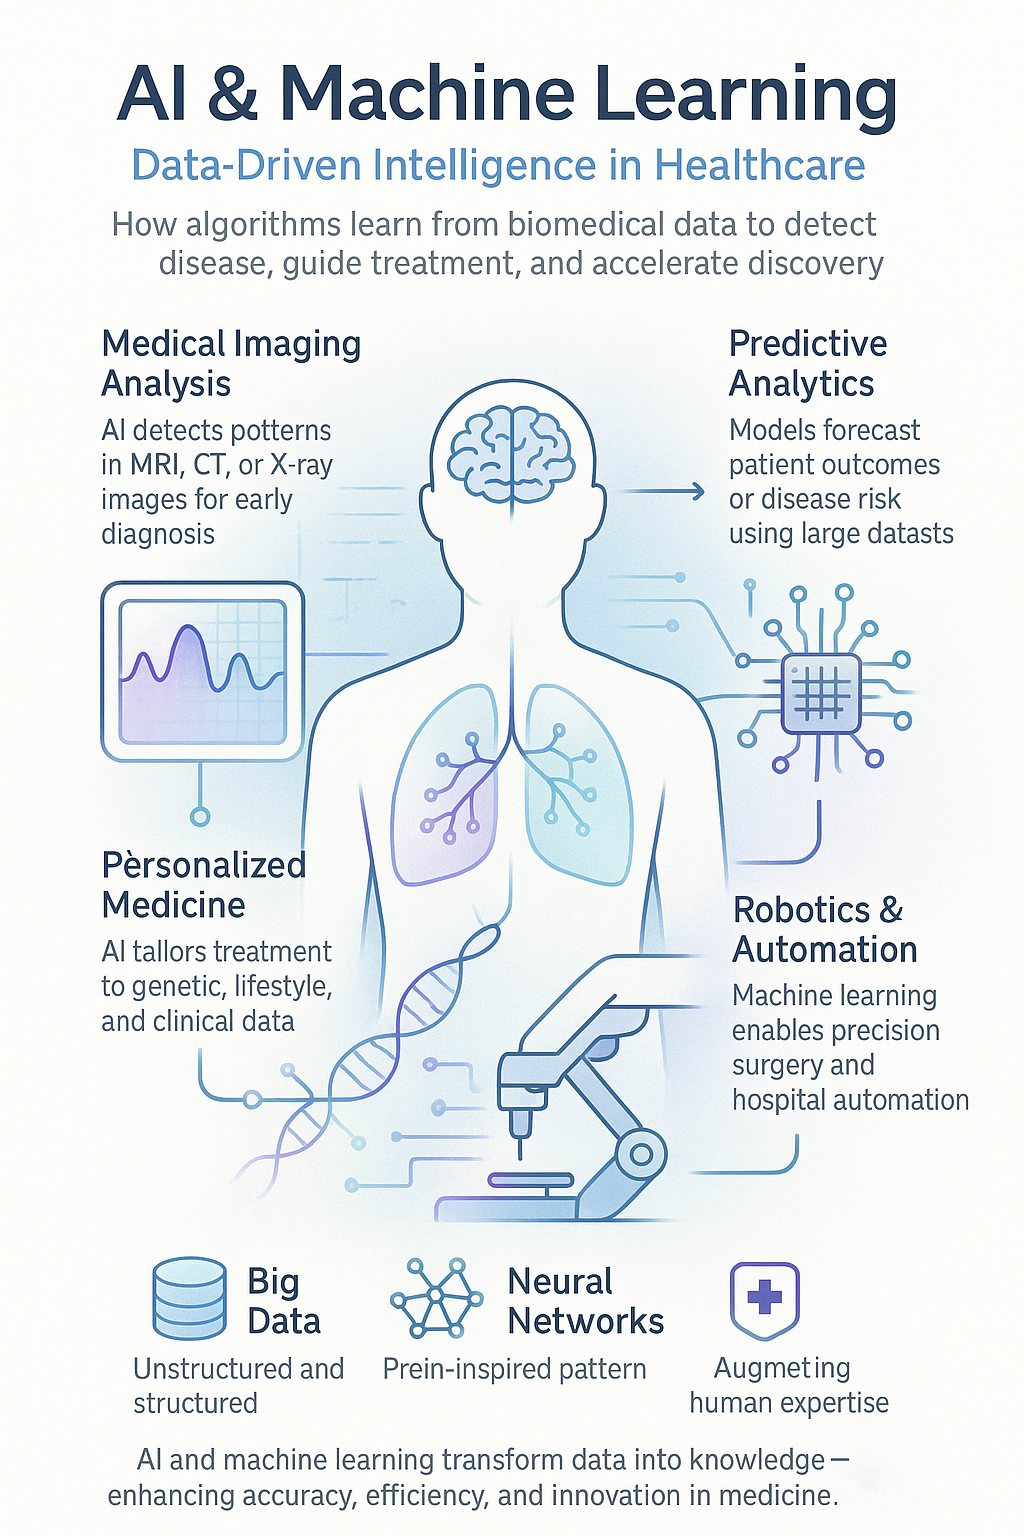 AI & Machine Learning
Data-Driven Intelligence in Healthcare
How algorithms learn from biomedical data to detect
disease, guide treatment, and accelerate discovery
Medical Imaging
Analysis
AI detects potterns
in MRI, CT, or X-ray
images for early
diagnosis
Predictive
Analytics
Models forecast
patient outcomes
or disease risk
using large datasts
Pèrsonalized
Medicine
AI tallors treatment
to genetic, lifestyle,
and clinical data
Robotics &
Automation
Machine learning
enables precision
surgery and
hospital automation
Big
Data
Unstructured and
structured
Neural
Networks
Prein-inspired pattern
Augmeting
human expertise
AI and machine learning transform data into knowledge—
enhancing accuracy, efficiency, and innovation in medicine.